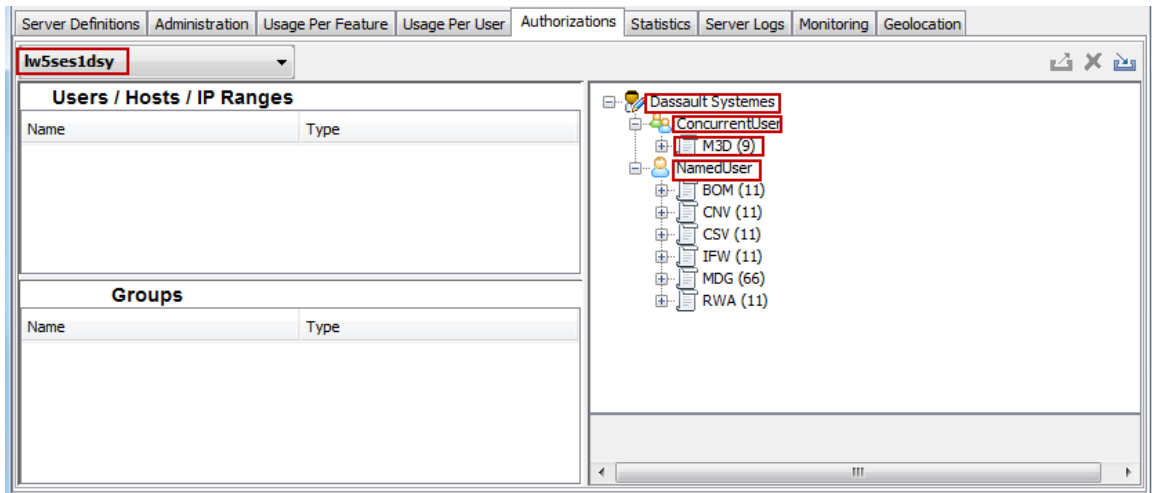 Server Definitions Administration Usage Per Feature Usage Per User Authorizations Statistics Server Logs Monitoring Geolocation
lw5ses1dsy
Users / Hosts / IP Ranges
Name Type
Groups
Name Type
Dassault Systemes
ConcurrentUser
M3D (9)
NamedUser
BOM (11)
CNV (11)
CSV (11)
IFW (11)
MDG (66)
RWA (11)